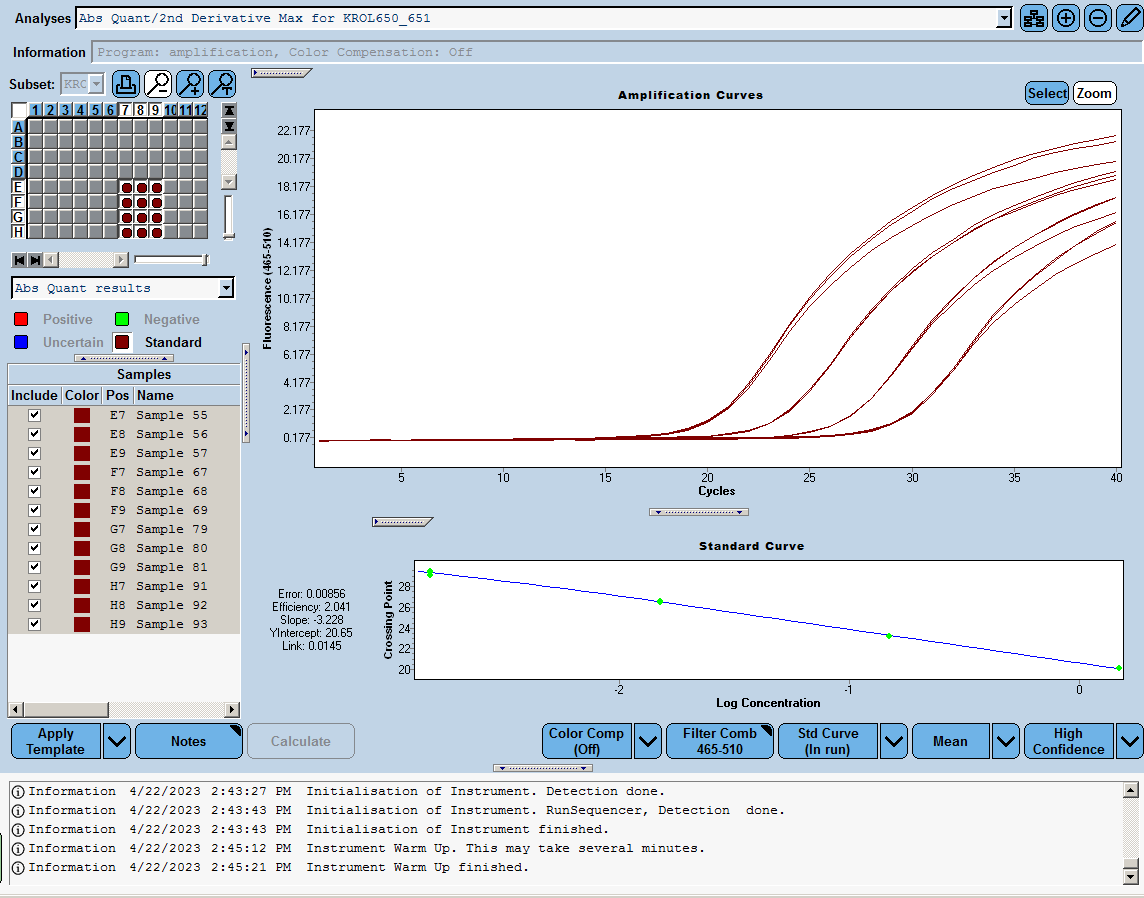 Analyses Abs Quant/2nd Derivative Max for KROL650_651
Information Program: amplification, Color Compensation: Off
Subset: KRC
1 2 3 4 5 6 7 8 9 10 11 12
A
B
C
D
E
F
G
H
Abs Quant results
Positive Negative
Uncertain Standard
Samples
Include Color Pos Name
E7 Sample 55
E8 Sample 56
E9 Sample 57
F7 Sample 67
F8 Sample 68
F9 Sample 69
G7 Sample 79
G8 Sample 80
G9 Sample 81
H7 Sample 91
H8 Sample 92
H9 Sample 93
Amplification Curves
Select Zoom
Fluorescence (465-510)
22.177
20.177
18.177
16.177
14.177
12.177
10.177
8.177
6.177
4.177
2.177
0.177
5 10 15 20 25 30 35 40
Cycles
Standard Curve
Error: 0.00856
Efficiency: 2.041
Slope: -3.228
YIntercept: 20.65
Link: 0.0145
Crossing Point
28
26
24
22
20
-2 -1 0
Log Concentration
Apply Template
Notes
Calculate
Color Comp (Off)
Filter Comb 465-510
Std Curve (In run)
Mean
High Confidence
Information 4/22/2023 2:43:27 PM Initialisation of Instrument. Detection done.
Information 4/22/2023 2:43:43 PM Initialisation of Instrument. RunSequencer, Detection done.
Information 4/22/2023 2:43:43 PM Initialisation of Instrument finished.
Information 4/22/2023 2:45:12 PM Instrument Warm Up. This may take several minutes.
Information 4/22/2023 2:45:21 PM Instrument Warm Up finished.